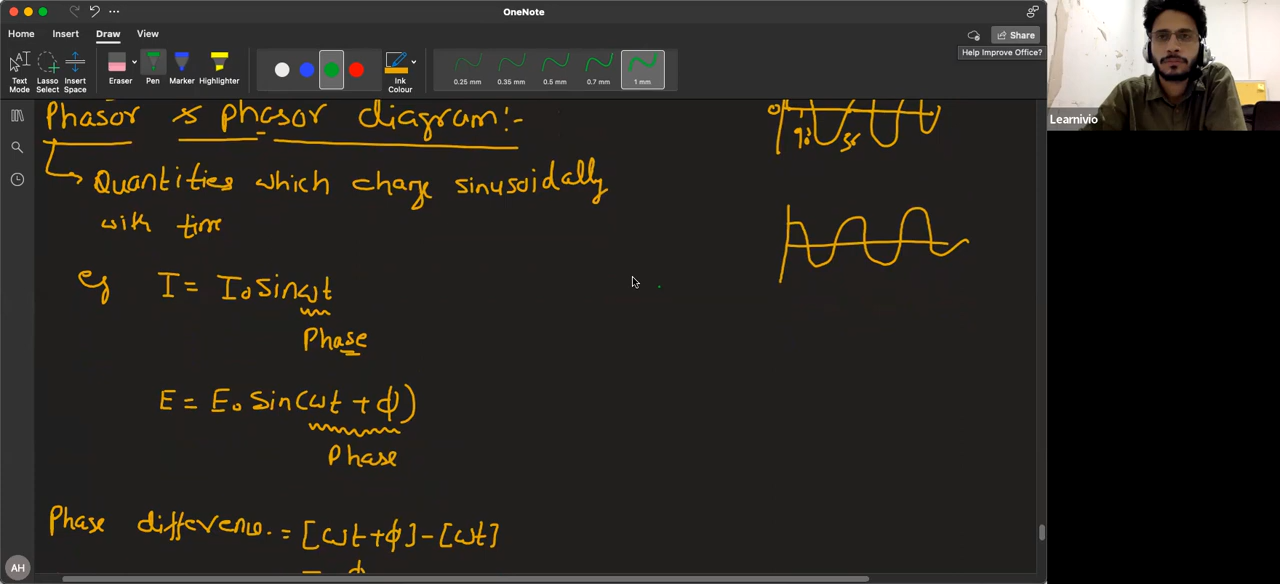 OneNote
Home Insert Draw View
Share
Help Improve Office?
Text Mode
Lasso Select
Insert Space
Eraser
Pen
Marker
Highlighter
Ink Colour
0.25 mm
0.35 mm
0.5 mm
0.7 mm
1 mm
Learnivio
Phasor & phasor diagram:-
Quantities which change sinusoidally
with time
eg I = I₀ sinωt
Phase
E = E₀ sin(ωt + ϕ)
Phase
Phase difference. = [ωt+ϕ] - [ωt]
= ϕ
0
90
AH